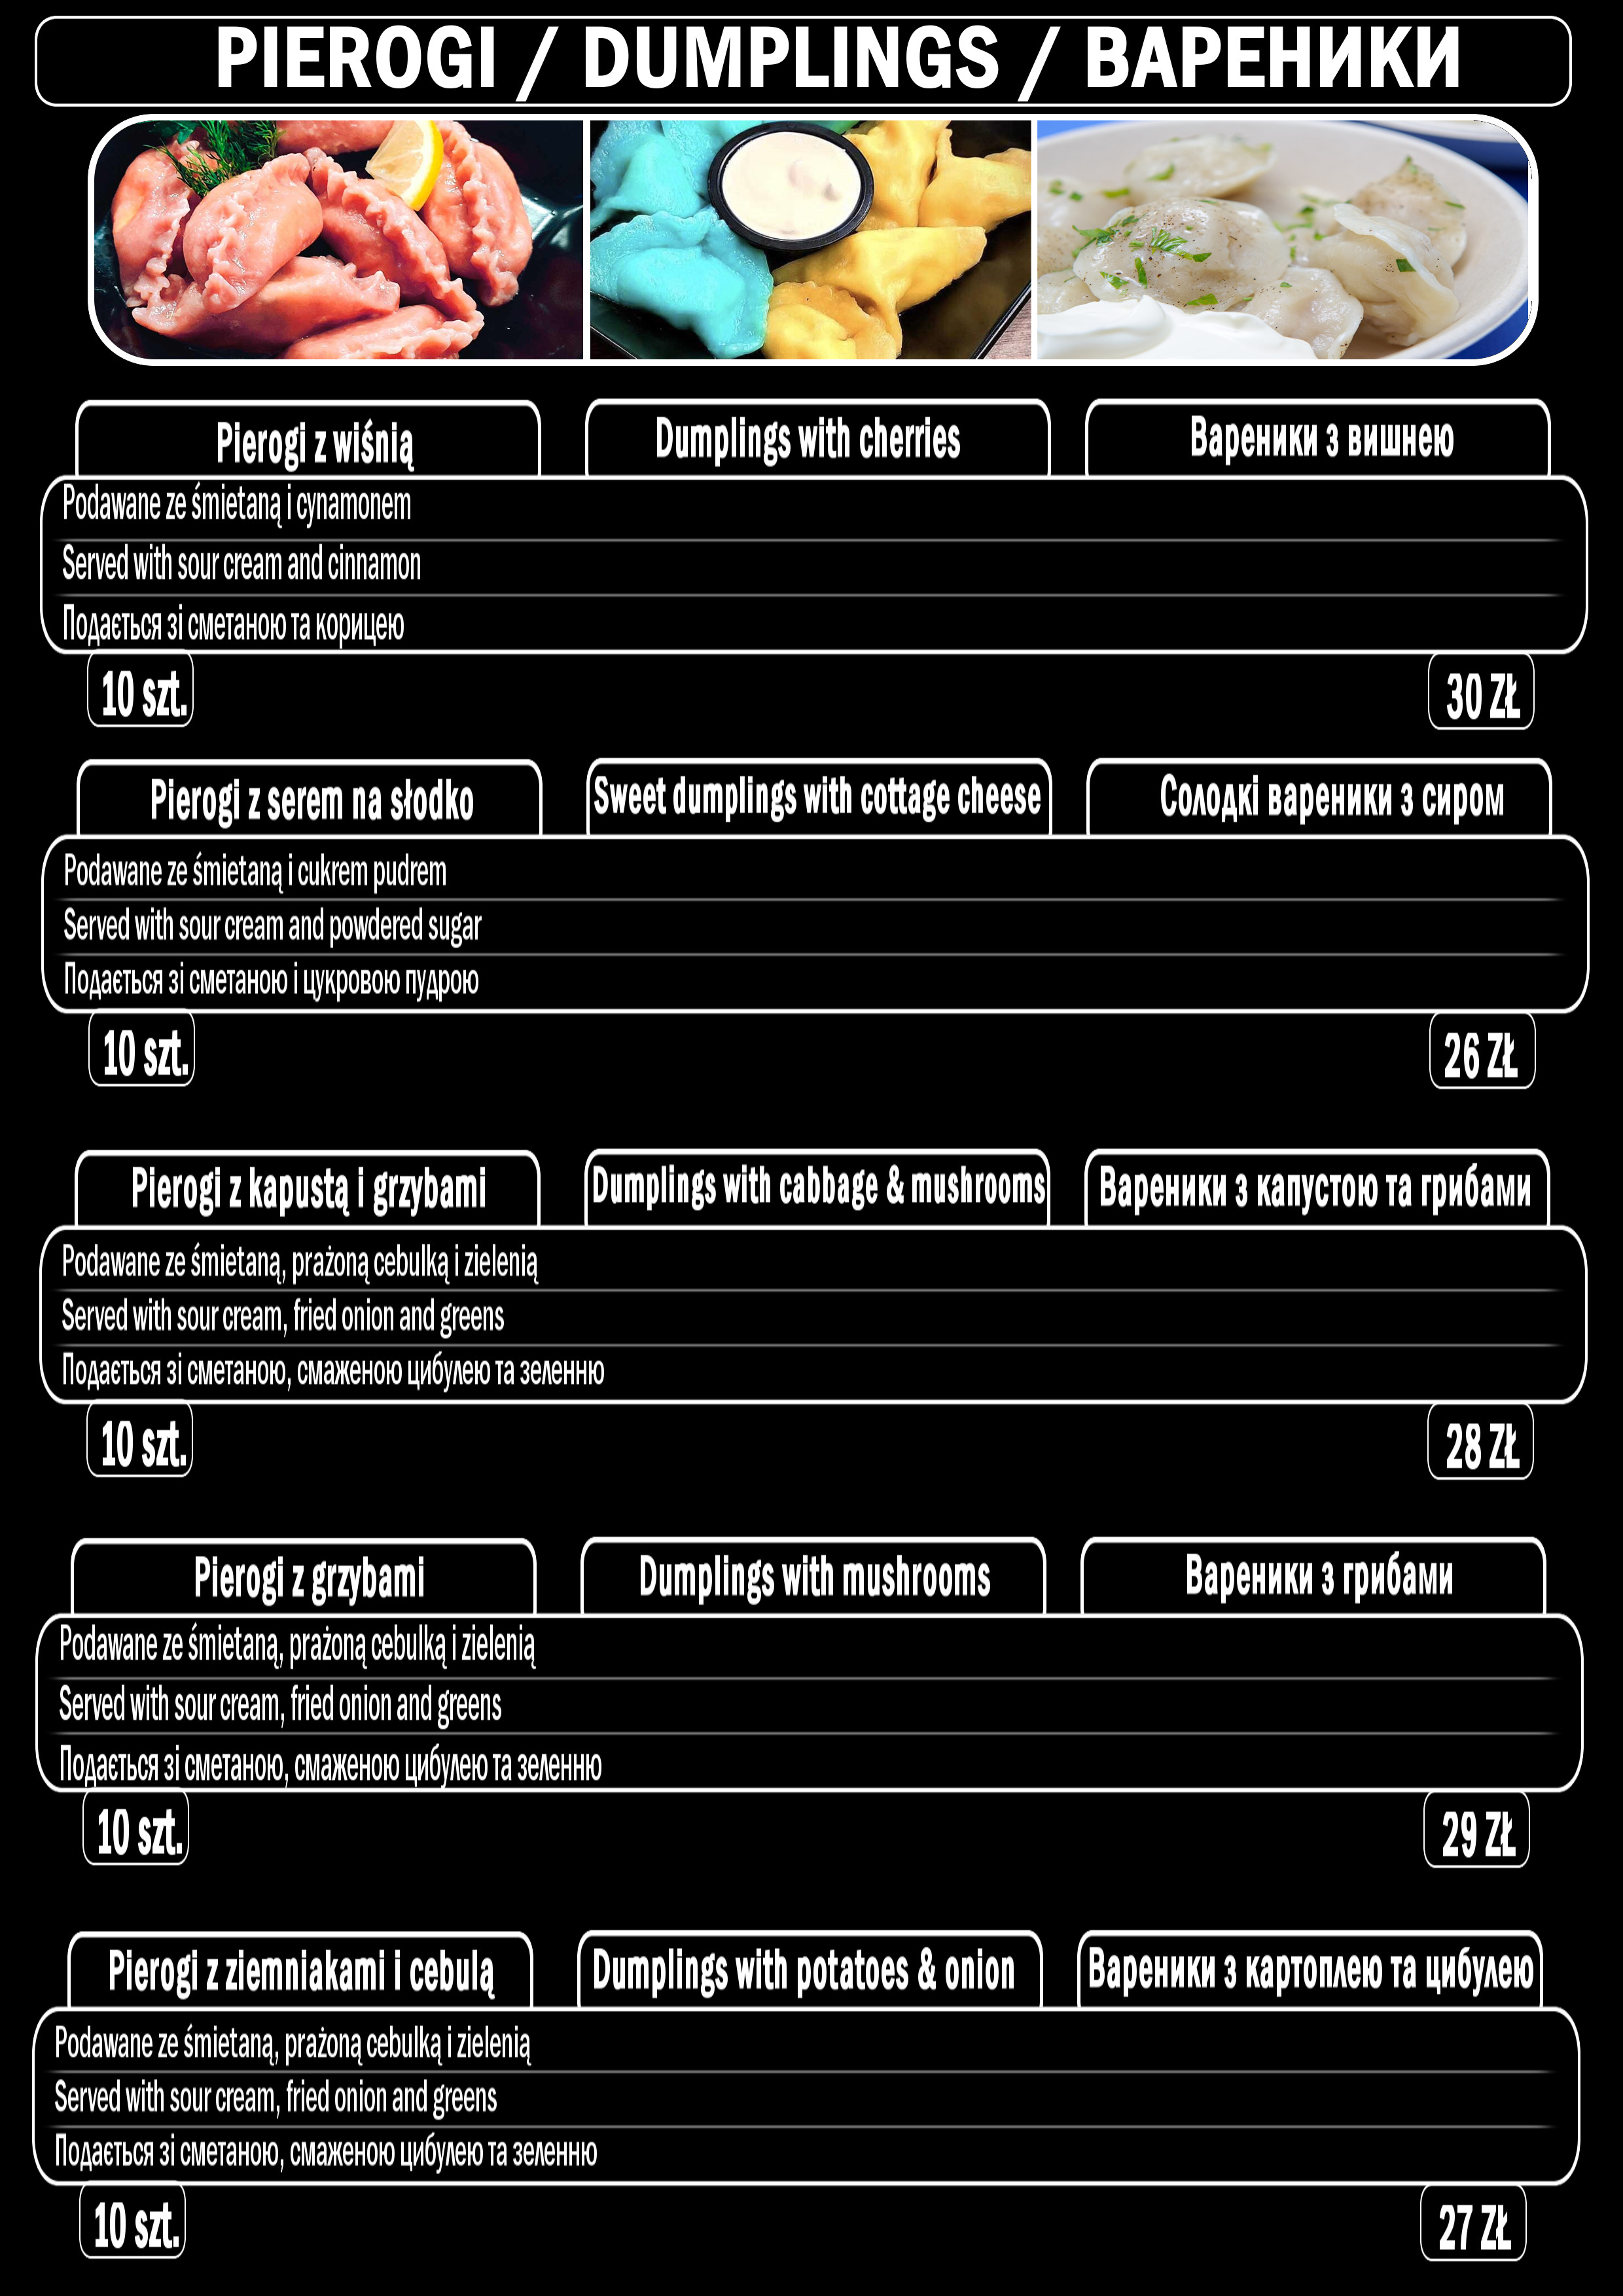 PIEROGI / DUMPLINGS / ВАРЕНИКИ
Pierogi z wiśnią
Dumplings with cherries
Вареники з вишнею
Podawane ze śmietaną i cynamonem
Served with sour cream and cinnamon
Подається зі сметаною та корицею
10 szt.
30 ZŁ
Pierogi z serem na słodko
Sweet dumplings with cottage cheese
Солодкі вареники з сиром
Podawane ze śmietaną i cukrem pudrem
Served with sour cream and powdered sugar
Подається зі сметаною і цукровою пудрою
10 szt.
26 ZŁ
Pierogi z kapustą i grzybami
Dumplings with cabbage & mushrooms
Вареники з капустою та грибами
Podawane ze śmietaną, prażoną cebulką i zielenią
Served with sour cream, fried onion and greens
Подається зі сметаною, смаженою цибулею та зеленню
10 szt.
28 ZŁ
Pierogi z grzybami
Dumplings with mushrooms
Вареники з грибами
Podawane ze śmietaną, prażoną cebulką i zielenią
Served with sour cream, fried onion and greens
Подається зі сметаною, смаженою цибулею та зеленню
10 szt.
29 ZŁ
Pierogi z ziemniakami i cebulą
Dumplings with potatoes & onion
Вареники з картоплею та цибулею
Podawane ze śmietaną, prażoną cebulką i zielenią
Served with sour cream, fried onion and greens
Подається зі сметаною, смаженою цибулею та зеленню
10 szt.
27 ZŁ